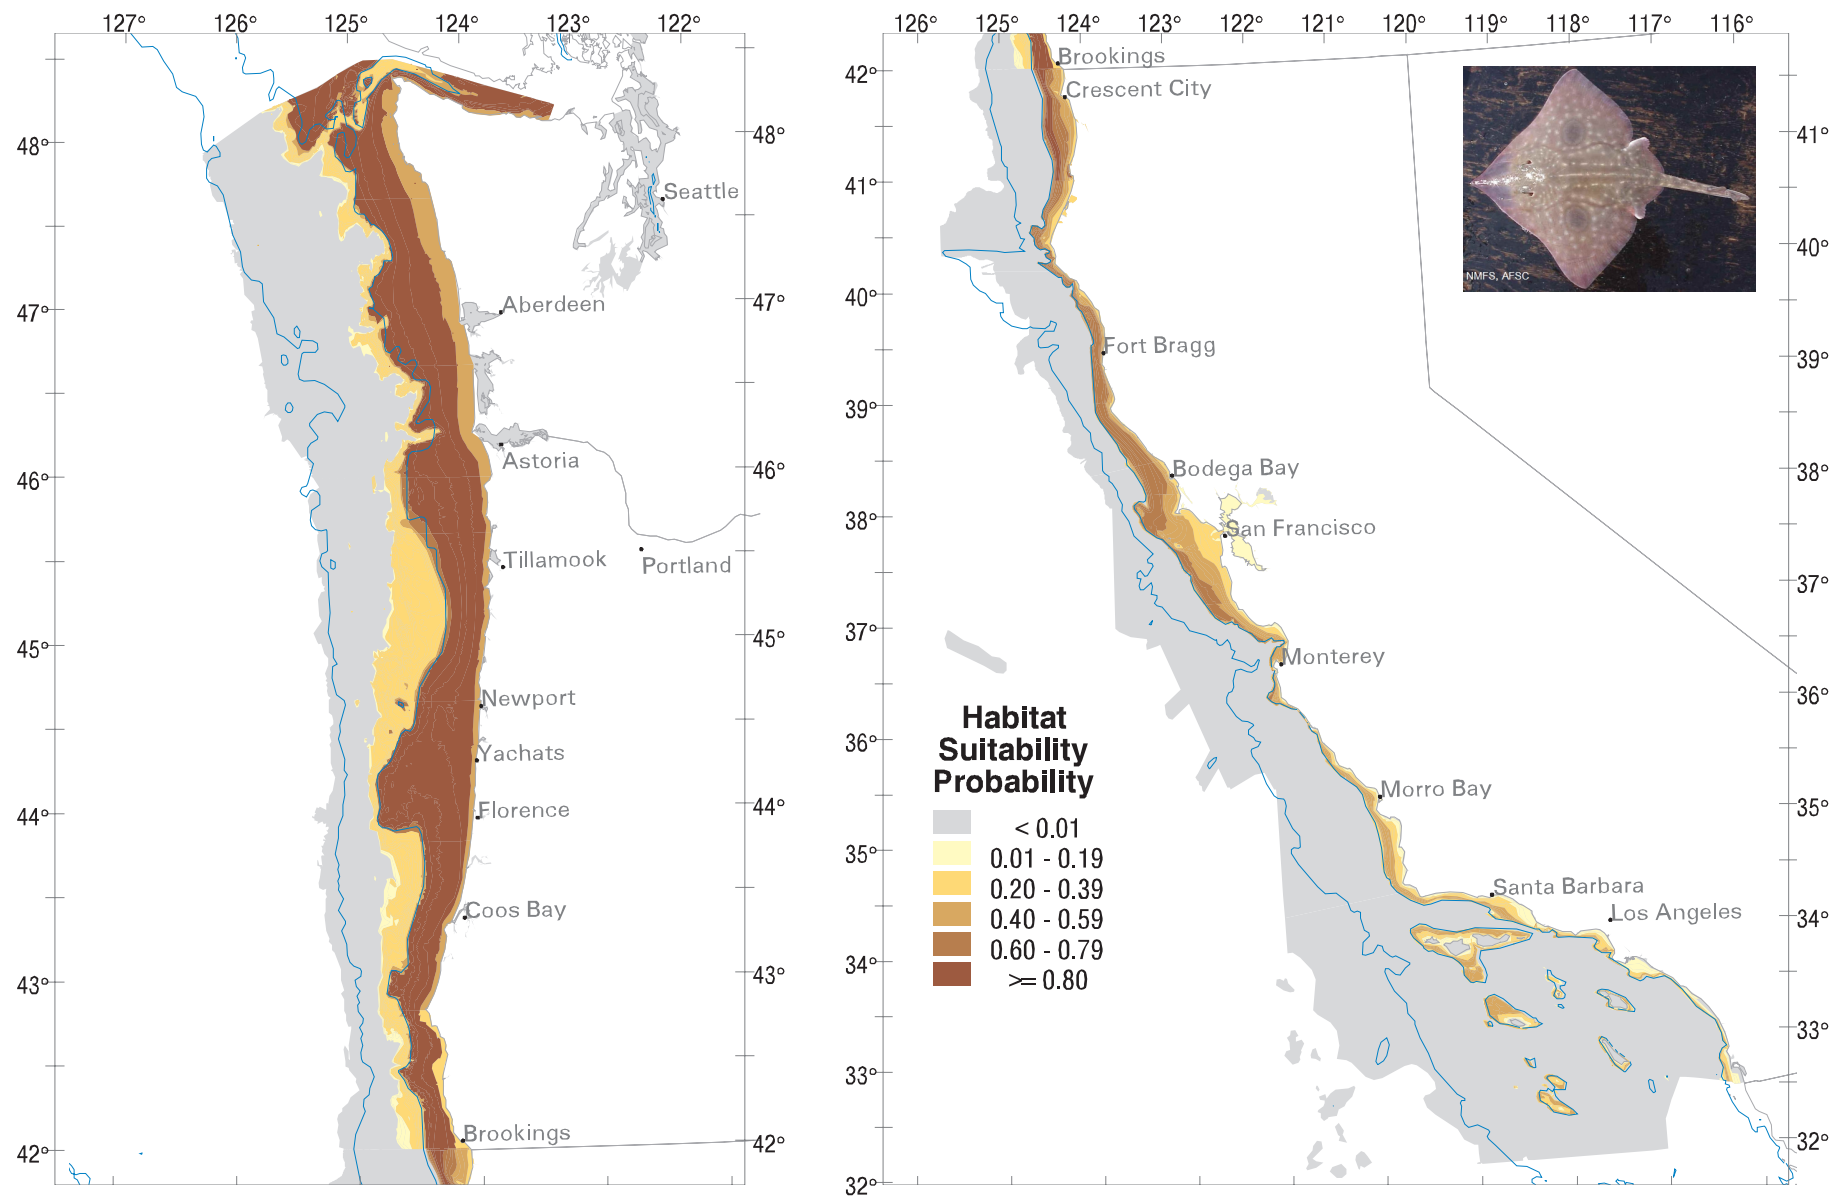 127° 125° 125° 124° 123° 122°
48°
47°
46°
45°
44°
43°
42°
48°
47°
46°
45°
44°
43°
42°
Seattle
Aberdeen
Astoria
Tillamook
Portland
Newport
Yachats
Florence
Coos Bay
Brookings
126° 125° 124° 123° 122° 121° 120° 119° 118° 117° 116°
42°
41°
40°
39°
38°
37°
36°
35°
34°
33°
32°
41°
40°
39°
38°
37°
36°
35°
34°
33°
32°
Brookings
Crescent City
Fort Bragg
Bodega Bay
San Francisco
Monterey
Morro Bay
Santa Barbara
Los Angeles
NMFS, AFSC
Habitat
Suitability
Probability
< 0.01
0.01 - 0.19
0.20 - 0.39
0.40 - 0.59
0.60 - 0.79
>= 0.80